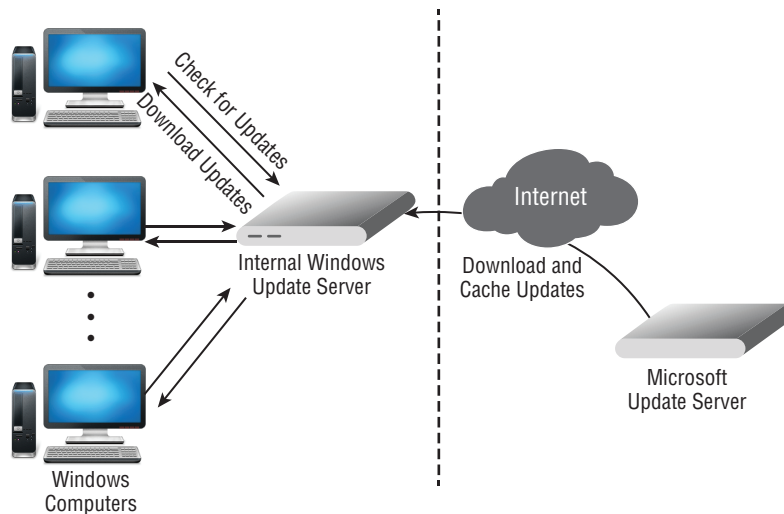 Check for Updates
Download Updates
Internal Windows
Update Server
Internet
Download and
Cache Updates
Microsoft
Update Server
Windows
Computers